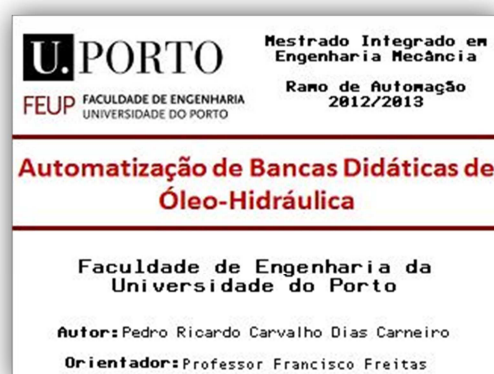 U. PORTO
FEUP FACULDADE DE ENGENHARIA
UNIVERSIDADE DO PORTO
Mestrado Integrado em
Engenharia Mecância
Ramo de Automação
2012/2013
Automatização de Bancas Didáticas de
Óleo-Hidráulica
Faculdade de Engenharia da
Universidade do Porto
Autor: Pedro Ricardo Carvalho Dias Carneiro
Orientador: Professor Francisco Freitas